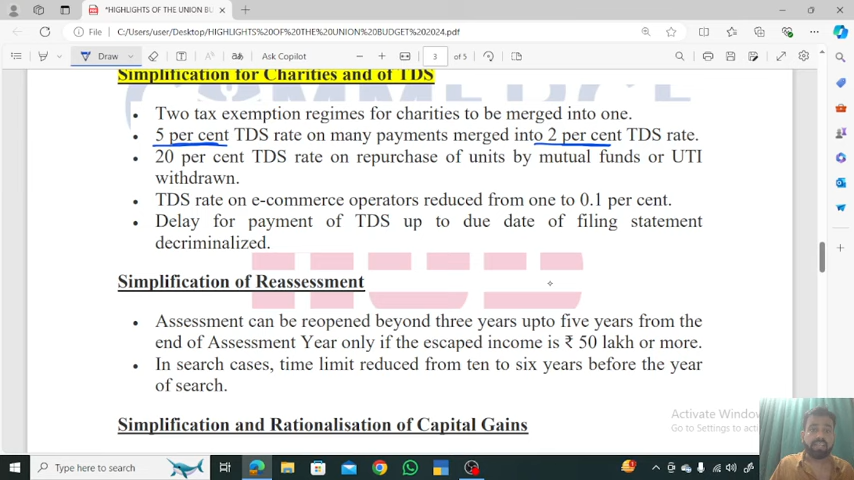 *HIGHLIGHTS OF THE UNION BUDGET 2024.
File
C:/Users/user/Desktop/HIGHLIGHTS%20OF%20THE%20UNION%20BUDGET%202024.pdf
Draw
Ask Copilot
3 of 5
Simplification for Charities and of TDS
• Two tax exemption regimes for charities to be merged into one.
• 5 per cent TDS rate on many payments merged into 2 per cent TDS rate.
• 20 per cent TDS rate on repurchase of units by mutual funds or UTI
withdrawn.
• TDS rate on e-commerce operators reduced from one to 0.1 per cent.
• Delay for payment of TDS up to due date of filing statement
decriminalized.
Simplification of Reassessment
• Assessment can be reopened beyond three years upto five years from the
end of Assessment Year only if the escaped income is ₹ 50 lakh or more.
• In search cases, time limit reduced from ten to six years before the year
of search.
Simplification and Rationalisation of Capital Gains
Activate Windo
Go to Settings to acti
Type here to search
ENG